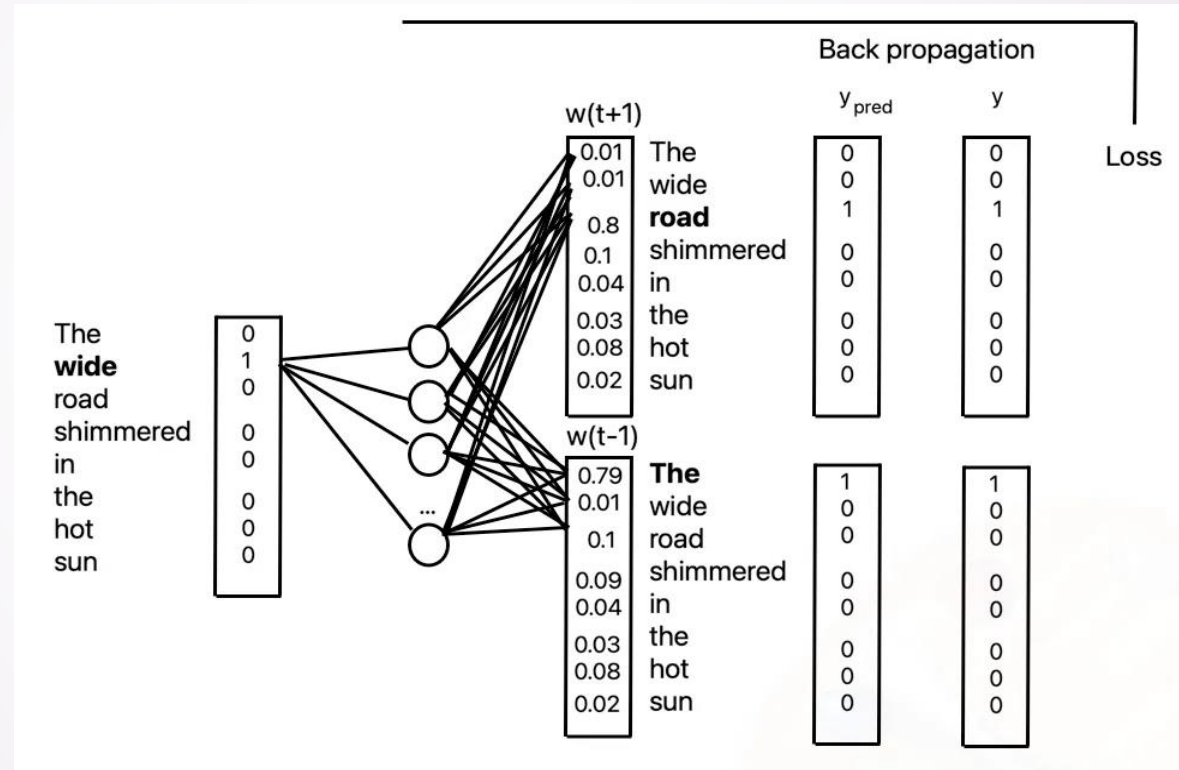 Back propagation
y pred y
Loss
w(t+1)
0.01 The 0 0
0.01 wide 0 0
0.8 road 1 1
0.1 shimmered 0 0
0.04 in 0 0
0.03 the 0 0
0.08 hot 0 0
0.02 sun 0 0
The 0
wide 1
road 0
shimmered 0
in 0
the 0
hot 0
sun 0
...
w(t-1)
0.79 The 1 1
0.01 wide 0 0
0.1 road 0 0
0.09 shimmered 0 0
0.04 in 0 0
0.03 the 0 0
0.08 hot 0 0
0.02 sun 0 0